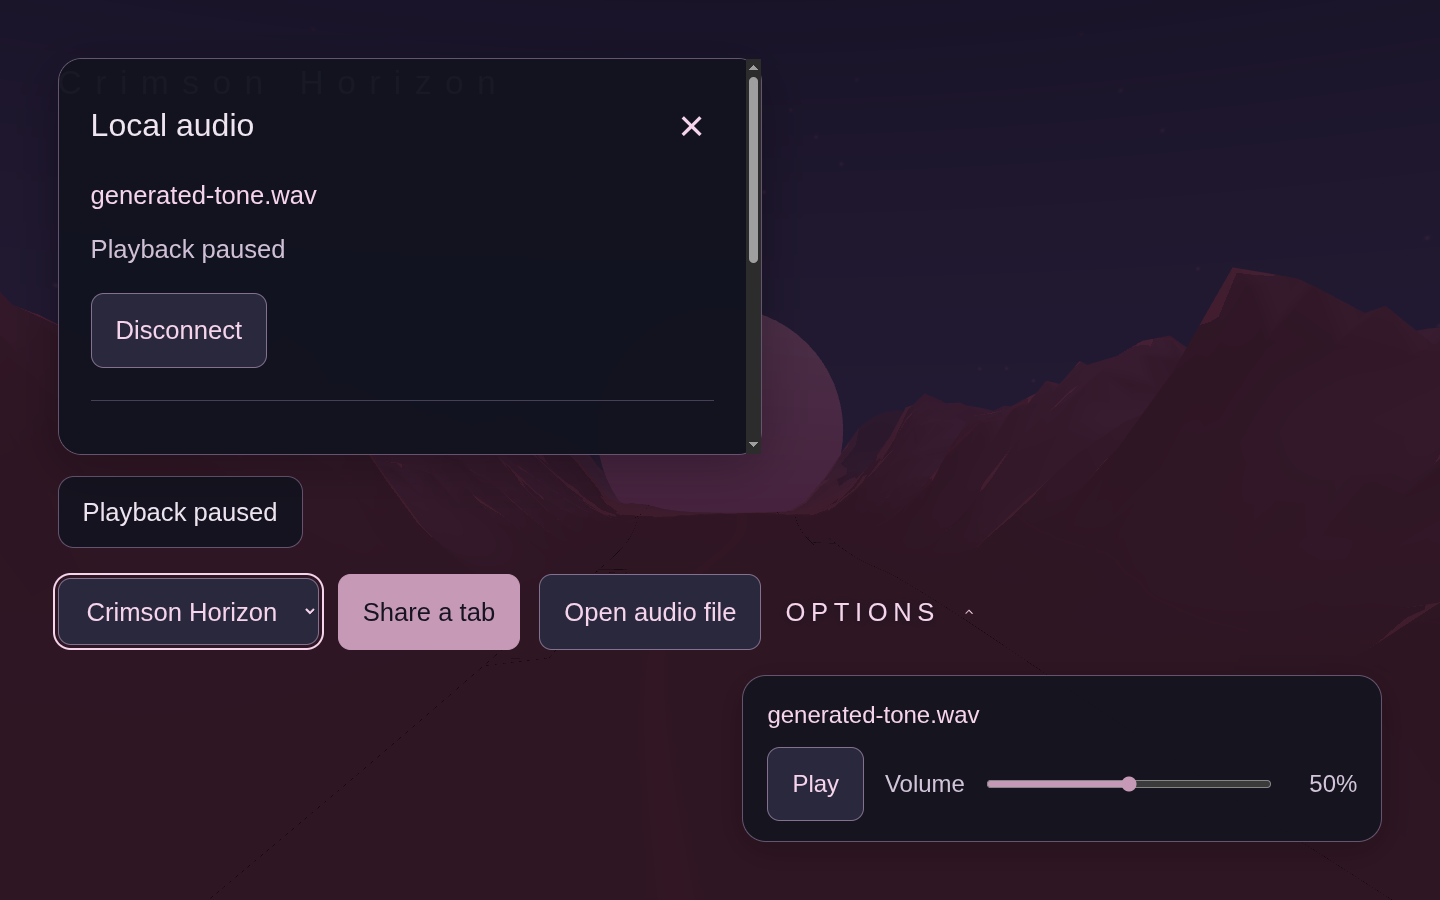 Crimson Horizon
Local audio
generated-tone.wav
Playback paused
Disconnect
Playback paused
Crimson Horizon
Share a tab
Open audio file
OPTIONS
generated-tone.wav
Play
Volume
50%